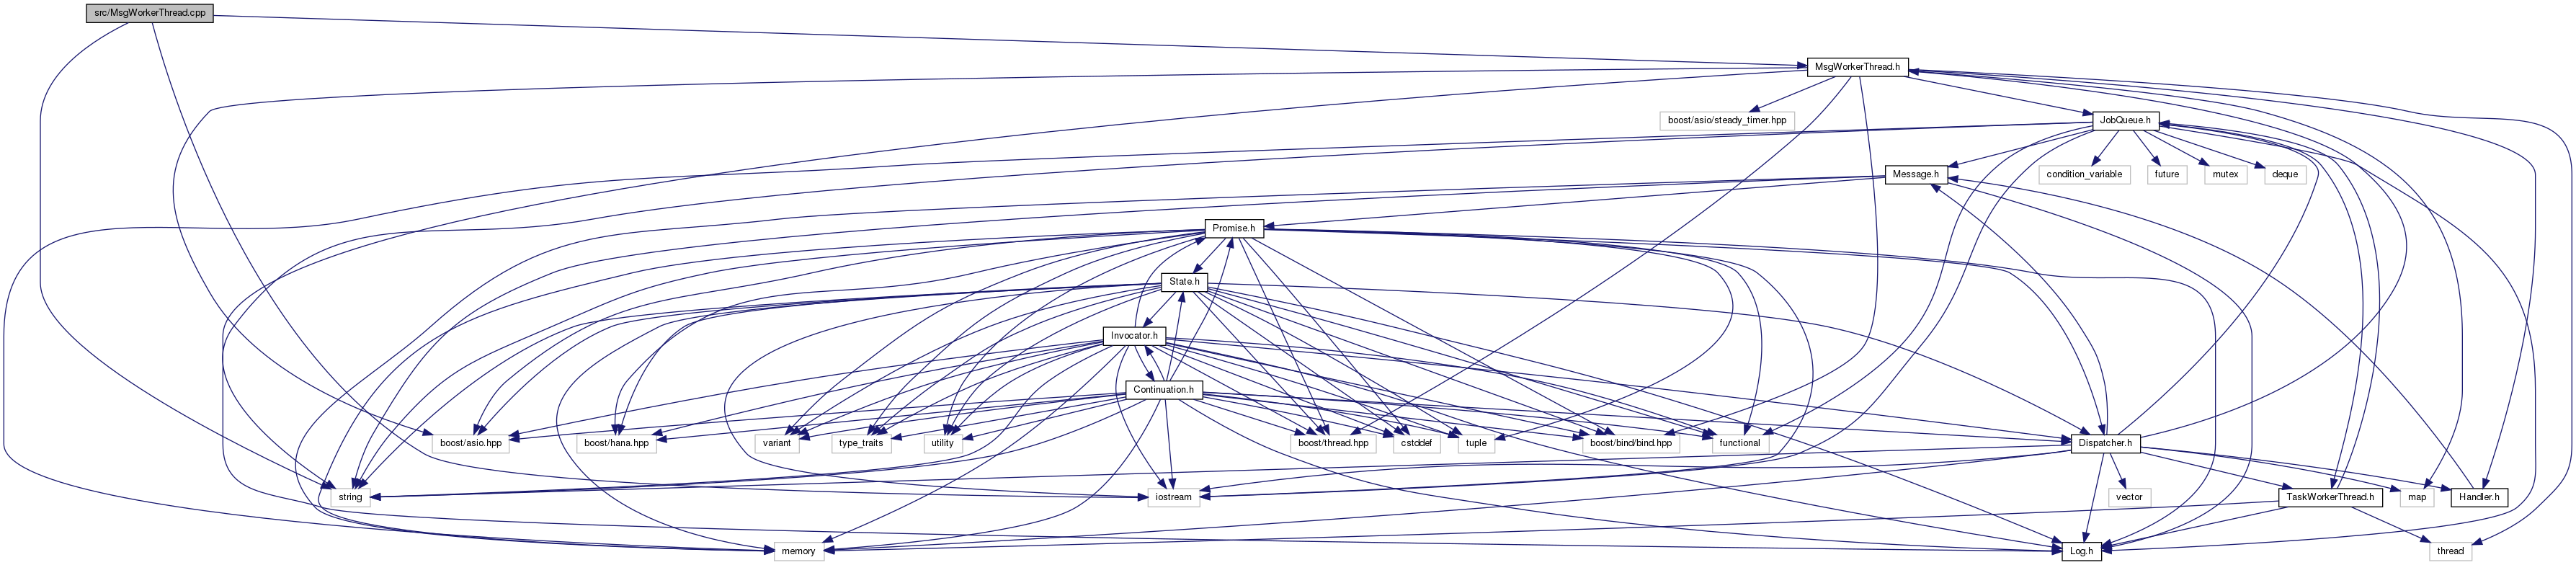 src/MsgWorkerThread.cpp
MsgWorkerThread.h
boost/asio/steady_timer.hpp
JobQueue.h
Message.h
condition_variable
future
mutex
deque
Promise.h
State.h
Invocator.h
Continuation.h
boost/asio.hpp
boost/hana.hpp
variant
type_traits
utility
boost/thread.hpp
cstddef
tuple
boost/bind/bind.hpp
functional
Dispatcher.h
string
iostream
vector
TaskWorkerThread.h
map
Handler.h
memory
Log.h
thread